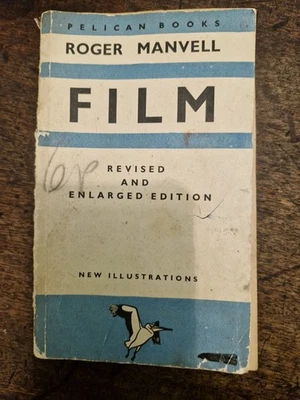 PELICAN BOOKS
ROGER MANVELL
FILM
REVISED
AND
ENLARGED EDITION
NEW ILLUSTRATIONS